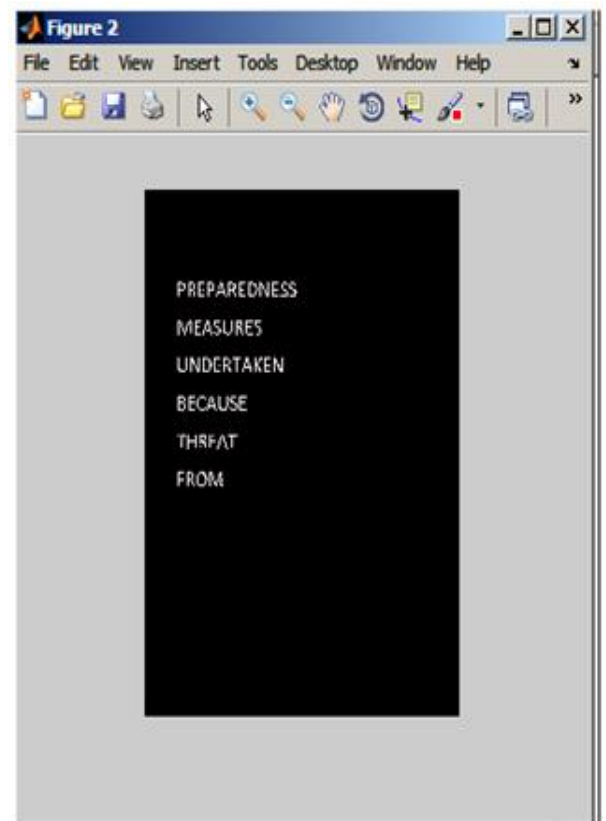 Figure 2
File Edit View Insert Tools Desktop Window Help
PREPAREDNESS
MEASURES
UNDERTAKEN
BECAUSE
THREAT
FROM